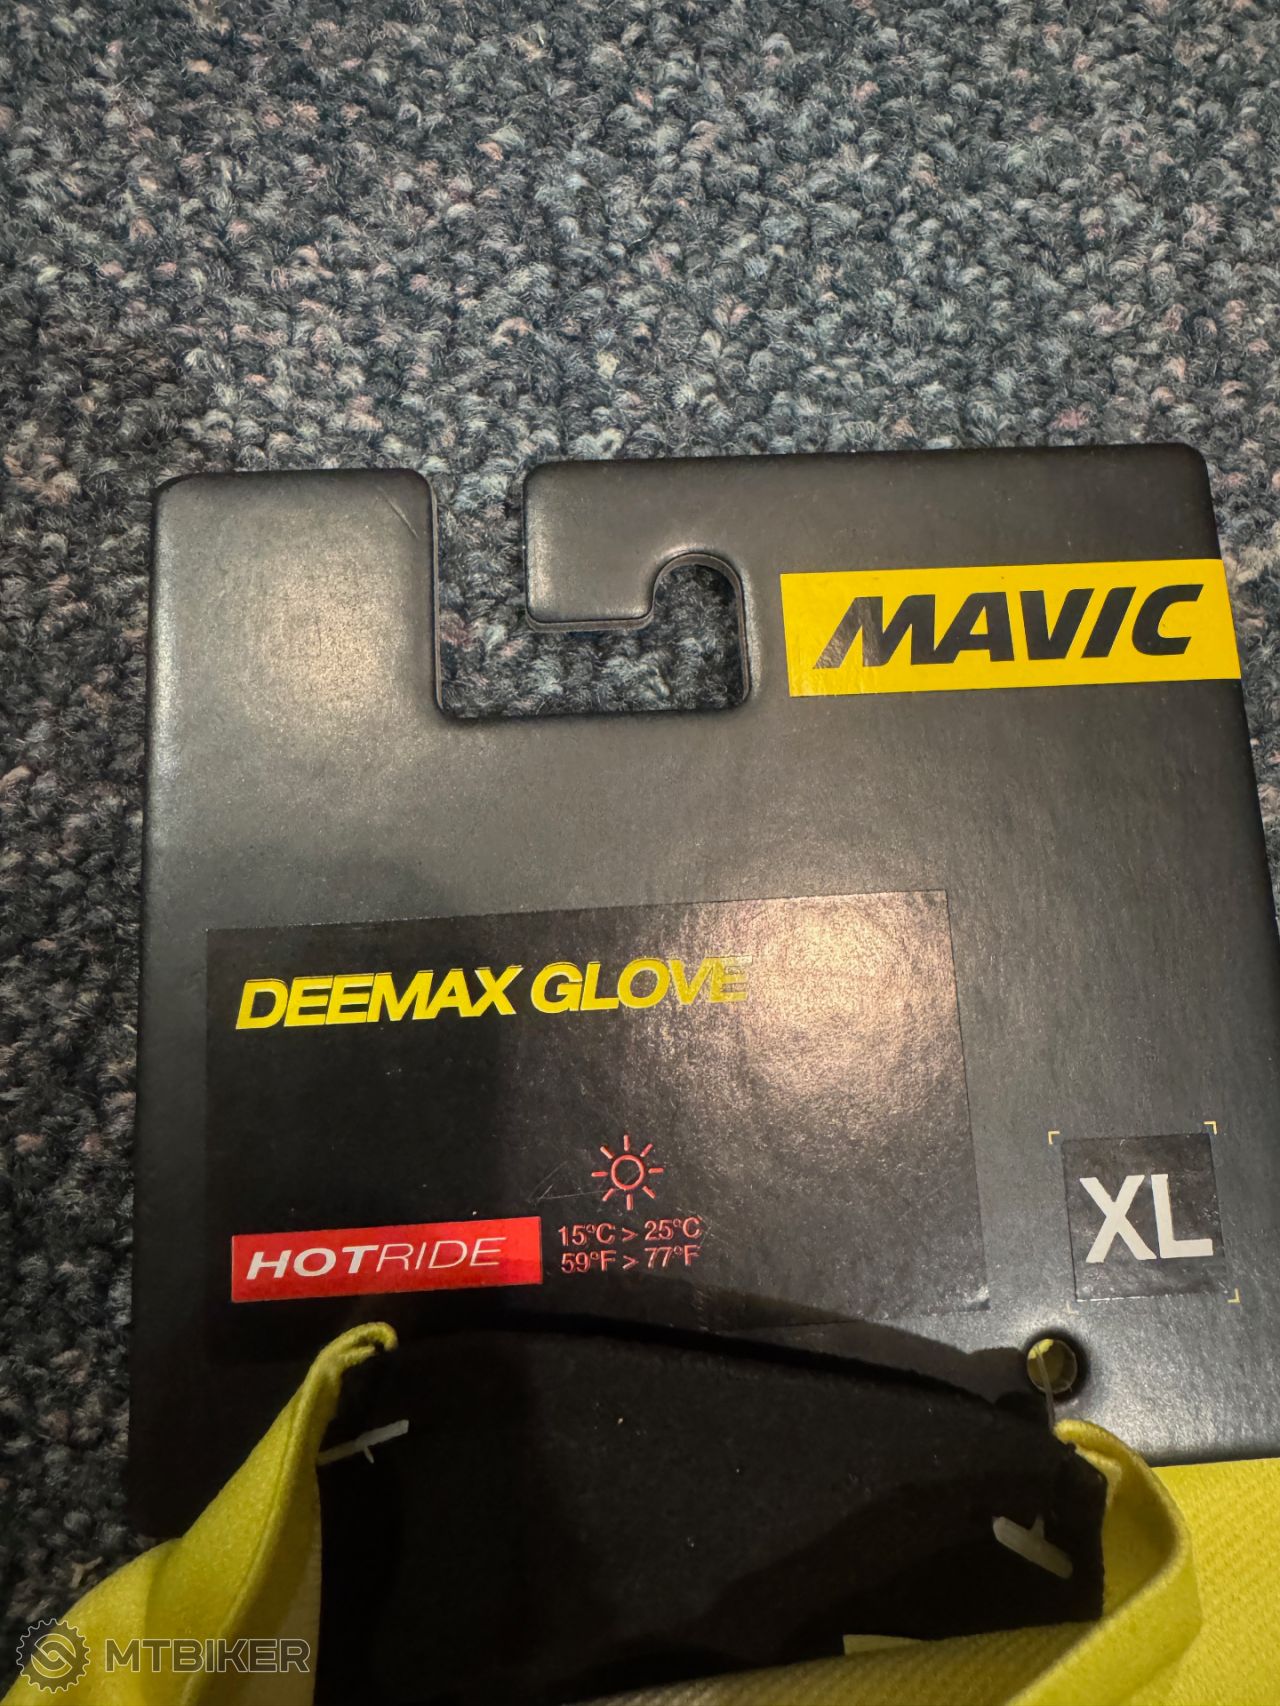 MAVIC
DEEMAX GLOVE
15°C > 25°C
HOTRIDE
59°F > 77°F
XL
MTBIKER